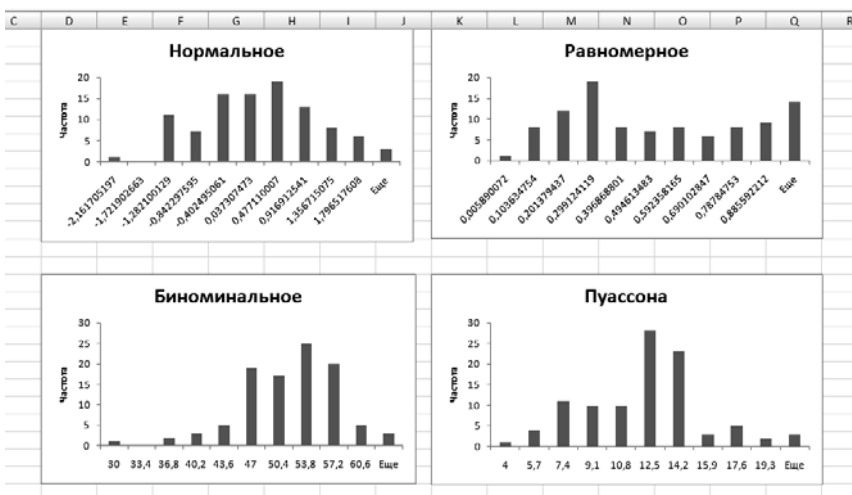 C D E F G H I J K L M N O P Q R
Нормальное
Частота
20
15
10
5
0
-2,161705197 -1,721902663 -1,282100129 -0,842297595 -0,402495061 0,037307473 0,477110007 0,916912541 1,356715075 1,796517608 Еще
Равномерное
Частота
20
15
10
5
0
0,005890072 0,103634754 0,201379437 0,299124119 0,396868801 0,494613483 0,592358165 0,690102847 0,78784753 0,885592212 Еще
Биноминальное
Частота
30
25
20
15
10
5
0
30 33,4 36,8 40,2 43,6 47 50,4 53,8 57,2 60,6 Еще
Пуассона
Частота
30
25
20
15
10
5
0
4 5,7 7,4 9,1 10,8 12,5 14,2 15,9 17,6 19,3 Еще